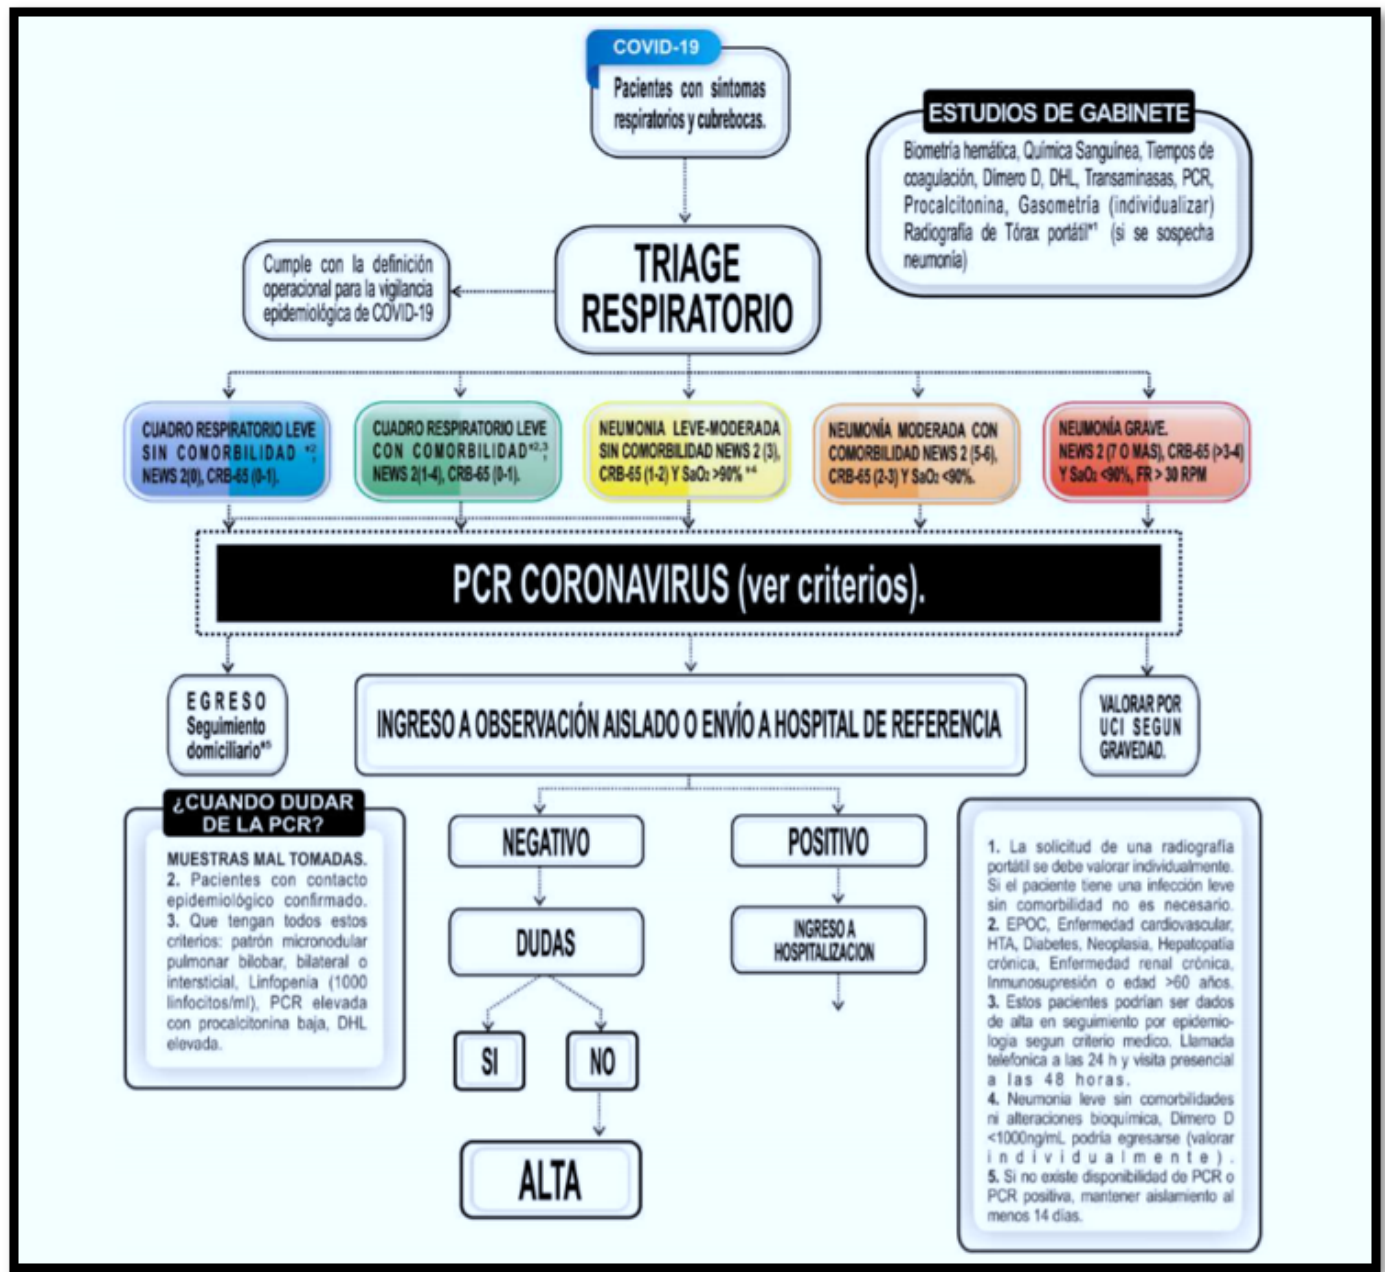 COVID-19
Pacientes con síntomas
respiratorios y cubrebocas.
ESTUDIOS DE GABINETE
Biometría hemática, Química Sanguínea, Tiempos de
coagulación, Dímero D, DHL, Transaminasas, PCR,
Procalcitonina, Gasometría (individualizar)
Radiografía de Tórax portátil*1 (si se sospecha
neumonía)
TRIAGE
RESPIRATORIO
Cumple con la definición
operacional para la vigilancia
epidemiológica de COVID-19
CUADRO RESPIRATORIO LEVE
SIN COMORBILIDAD *2,
NEWS 2(0), CRB-65 (0-1).
CUADRO RESPIRATORIO LEVE
CON COMORBILIDAD*2,3,
NEWS 2(1-4), CRB-65 (0-1).
NEUMONIA LEVE-MODERADA
SIN COMORBILIDAD NEWS 2 (3),
CRB-65 (1-2) Y SaO₂ >90% *4
NEUMONÍA MODERADA CON
COMORBILIDAD NEWS 2 (5-6),
CRB-65 (2-3) Y SaO₂ <90%.
NEUMONÍA GRAVE.
NEWS 2 (7 O MAS), CRB-65 (>3-4)
Y SaO₂ <90%, FR > 30 RPM
PCR CORONAVIRUS (ver criterios).
EGRESO
Seguimiento
domiciliario*5
INGRESO A OBSERVACIÓN AISLADO O ENVÍO A HOSPITAL DE REFERENCIA
VALORAR POR
UCI SEGUN
GRAVEDAD.
¿CUANDO DUDAR
DE LA PCR?
MUESTRAS MAL TOMADAS.
2. Pacientes con contacto
epidemiológico confirmado.
3. Que tengan todos estos
criterios: patrón micronodular
pulmonar bilobar, bilateral o
intersticial, Linfopenia (1000
linfocitos/ml), PCR elevada
con procalcitonina baja, DHL
elevada.
NEGATIVO
DUDAS
SI
NO
ALTA
POSITIVO
INGRESO A
HOSPITALIZACION
1. La solicitud de una radiografía
portátil se debe valorar individualmente.
Si el paciente tiene una infección leve
sin comorbilidad no es necesario.
2. EPOC, Enfermedad cardiovascular,
HTA, Diabetes, Neoplasia, Hepatopatía
crónica, Enfermedad renal crónica,
Inmunosupresión o edad >60 años.
3. Estos pacientes podrían ser dados
de alta en seguimiento por epidemio-
logia segun criterio medico. Llamada
telefonica a las 24 h y visita presencial
a las 48 horas.
4. Neumonia leve sin comorbilidades
ni alteraciones bioquímica, Dimero D
<1000ng/mL podría egresarse (valorar
individualmente).
5. Si no existe disponibilidad de PCR o
PCR positiva, mantener aislamiento al
menos 14 días.